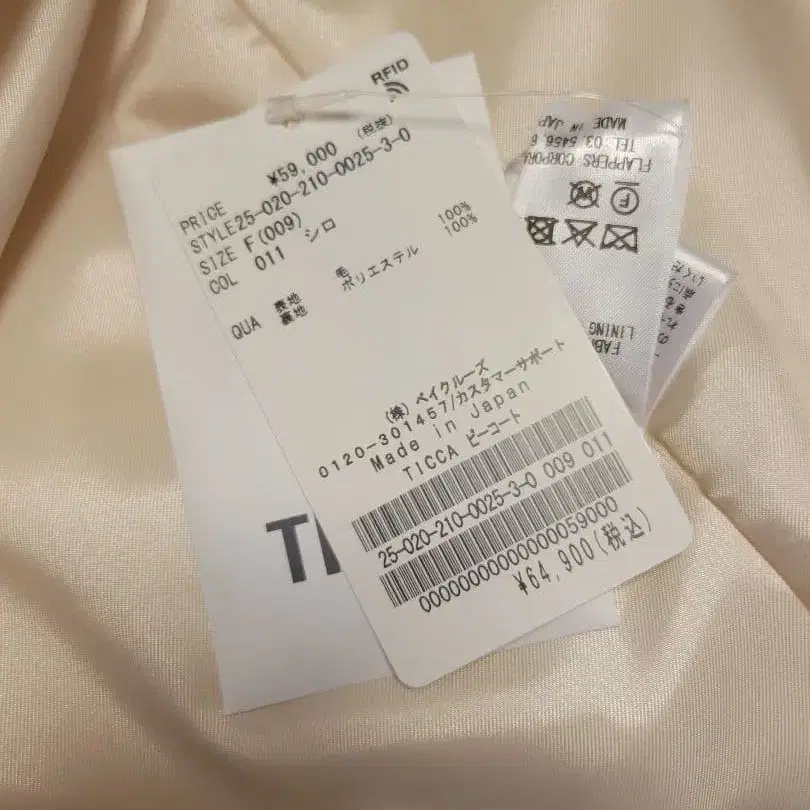 RFID
PRICE ¥59,000 (税抜)
STYLE25-020-210-0025-3-0
SIZE F(009)
COL 011 シロ
QUA 表地 毛 100%
裏地 ポリエステル 100%
(株) ベイクルーズ
0120-301457/カスタマーサポート
Made in Japan
TICCA ピーコート
25-020-210-0025-3-0 009 011
0000000000000059000
¥64,900(税込)
FLAPPERS CORPORA
TEL 03.5456.6
MADE IN JAP
FAB
LINING